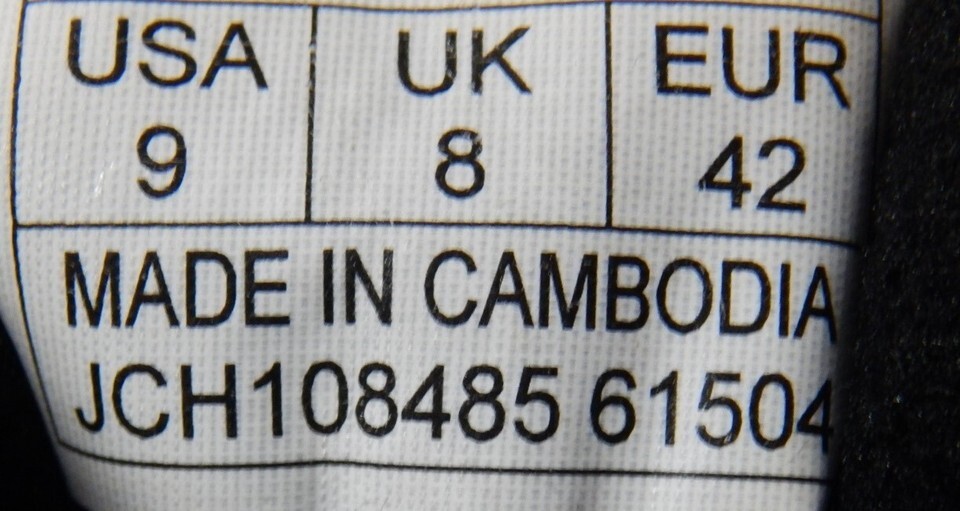 USA UK EUR
9 8 42
MADE IN CAMBODIA
JCH108485 61504